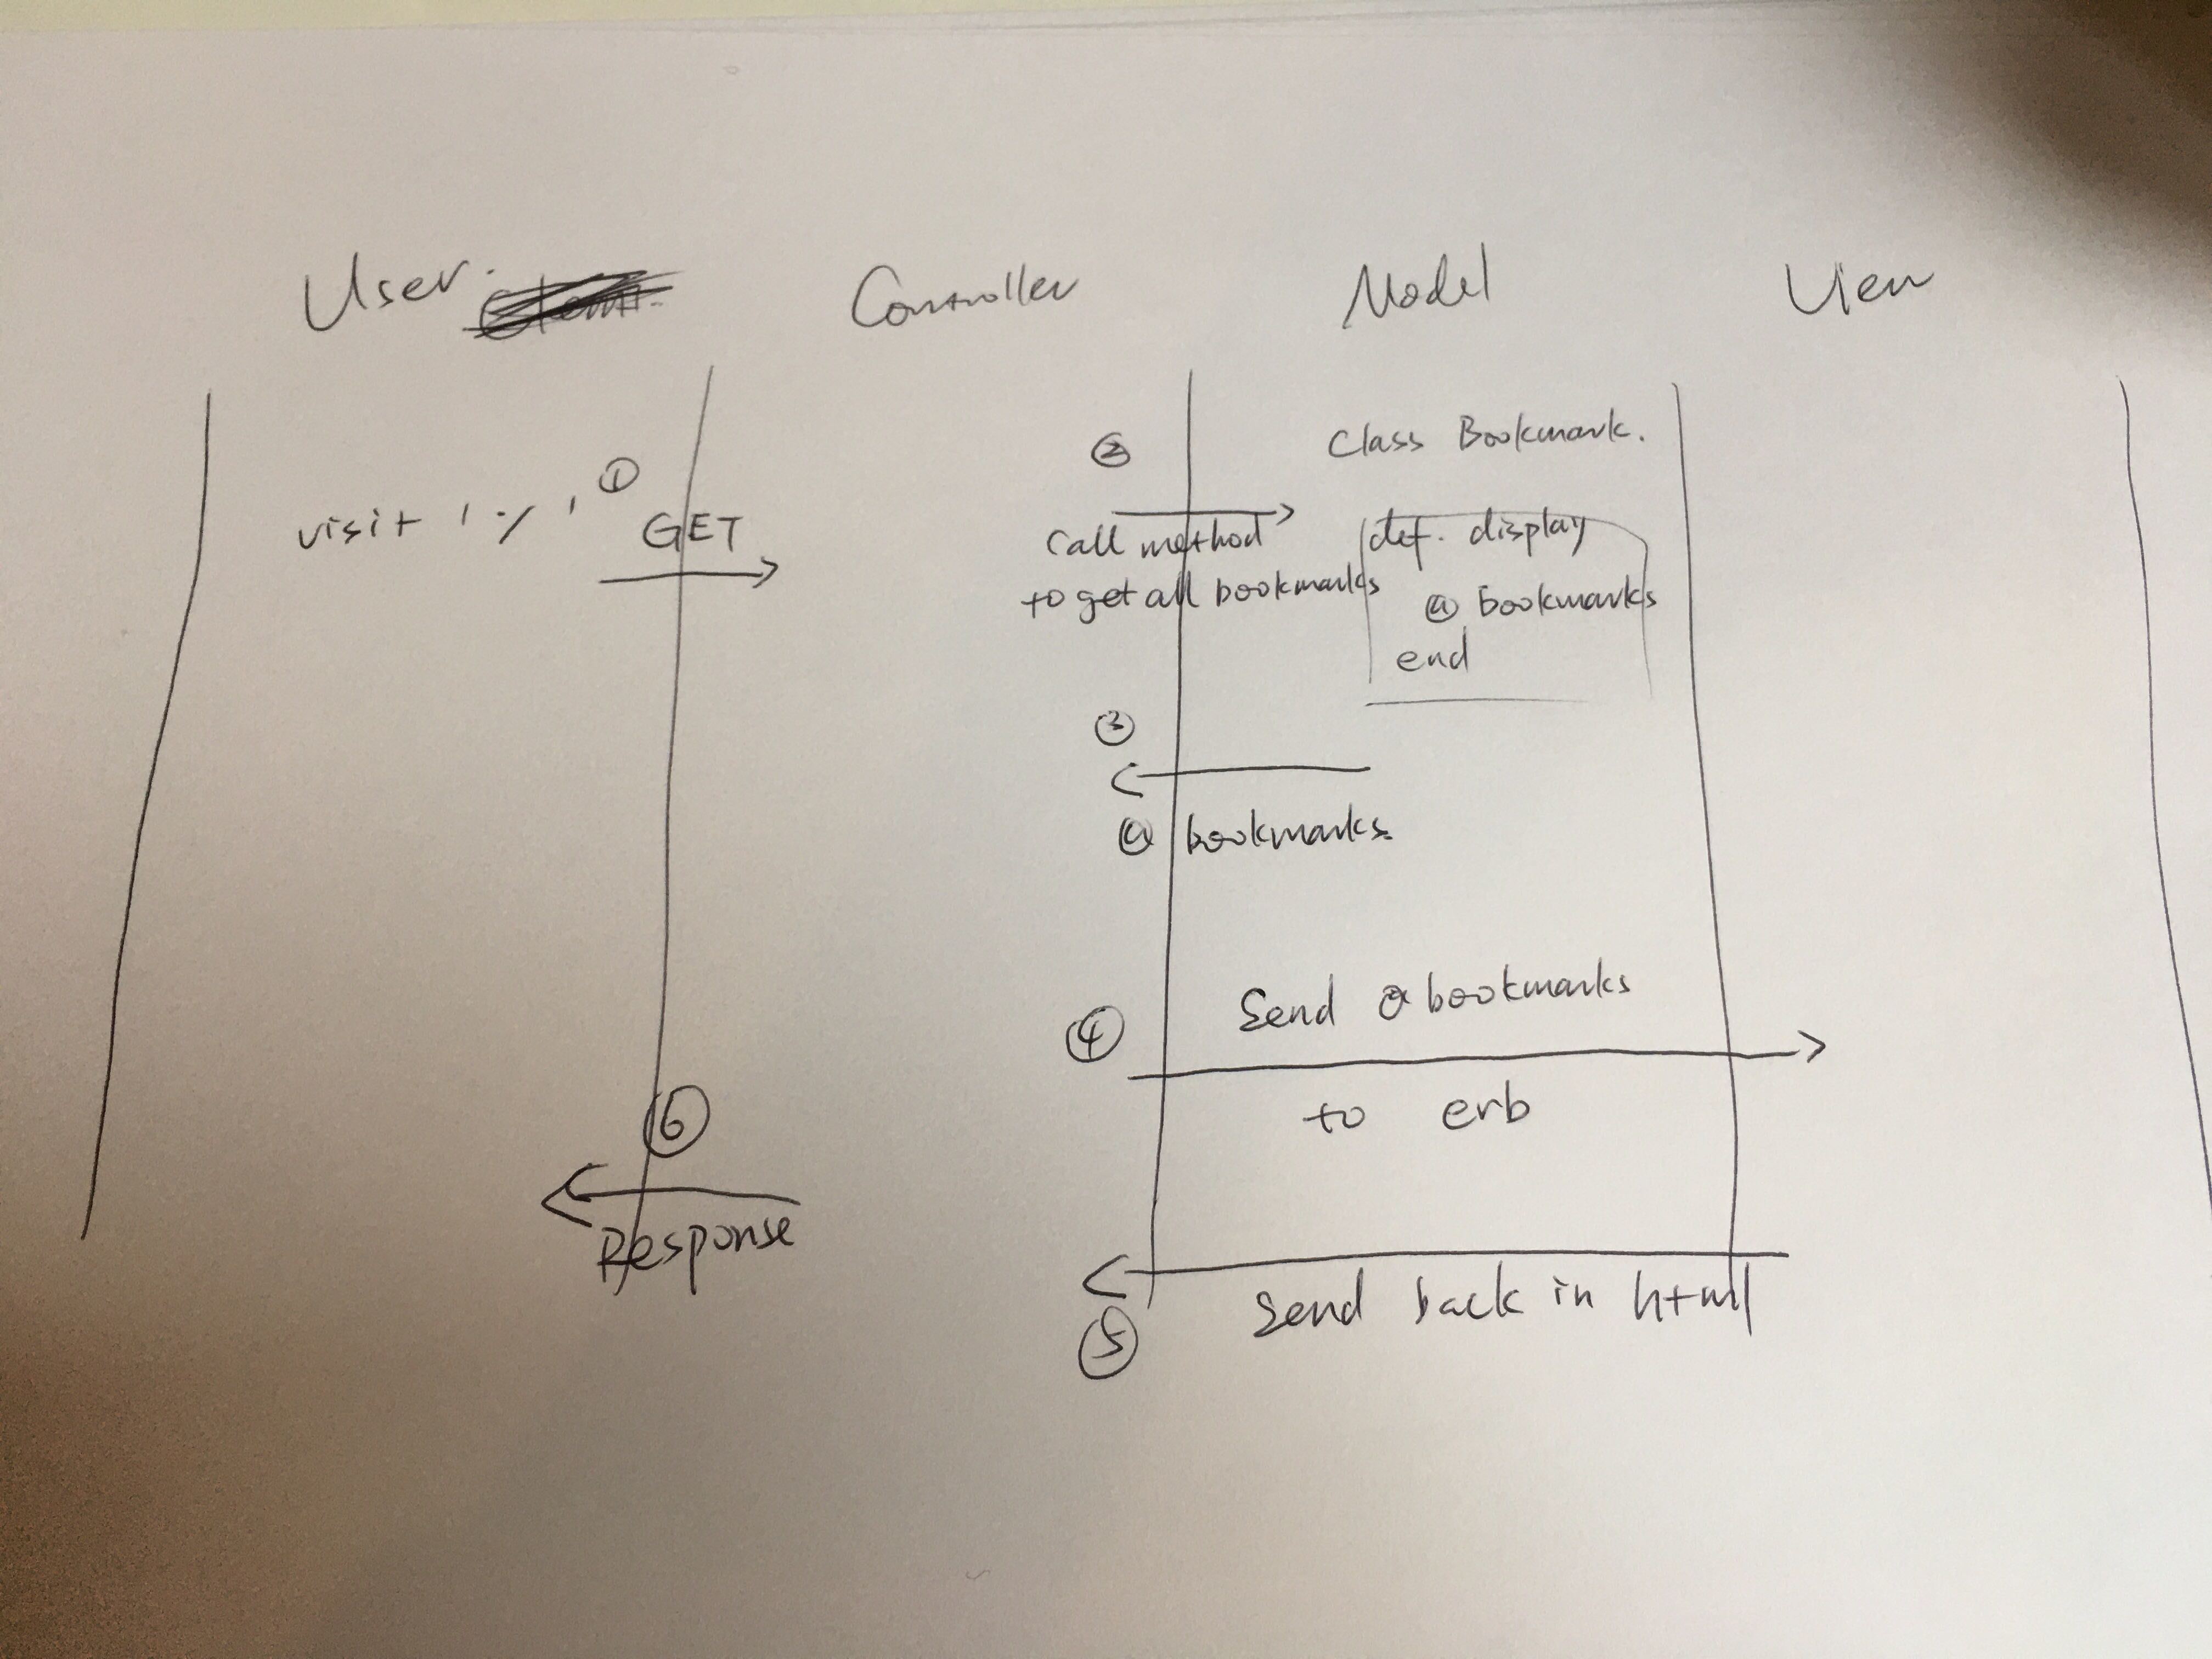 User. Controller Model View
① ②
Class Bookmark.
visit '/' GET
call method
to get all bookmarks
def. display
@bookmarks
end
③
@bookmarks.
④ Send @bookmarks
to erb
⑥
Response
Send back in html
⑤